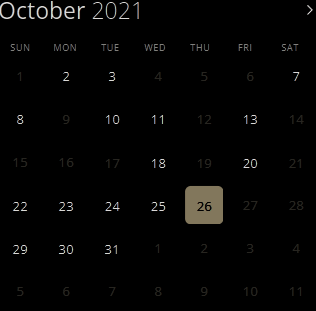 October 2021
SUN MON TUE WED THU FRI SAT
1 2 3 4 5 6 7
8 9 10 11 12 13 14
15 16 17 18 19 20 21
22 23 24 25 26 27 28
29 30 31 1 2 3 4
5 6 7 8 9 10 11